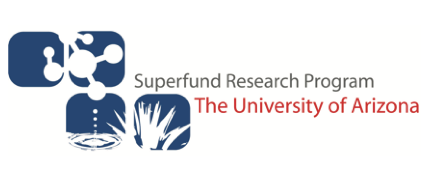 Superfund Research Program
The University of Arizona